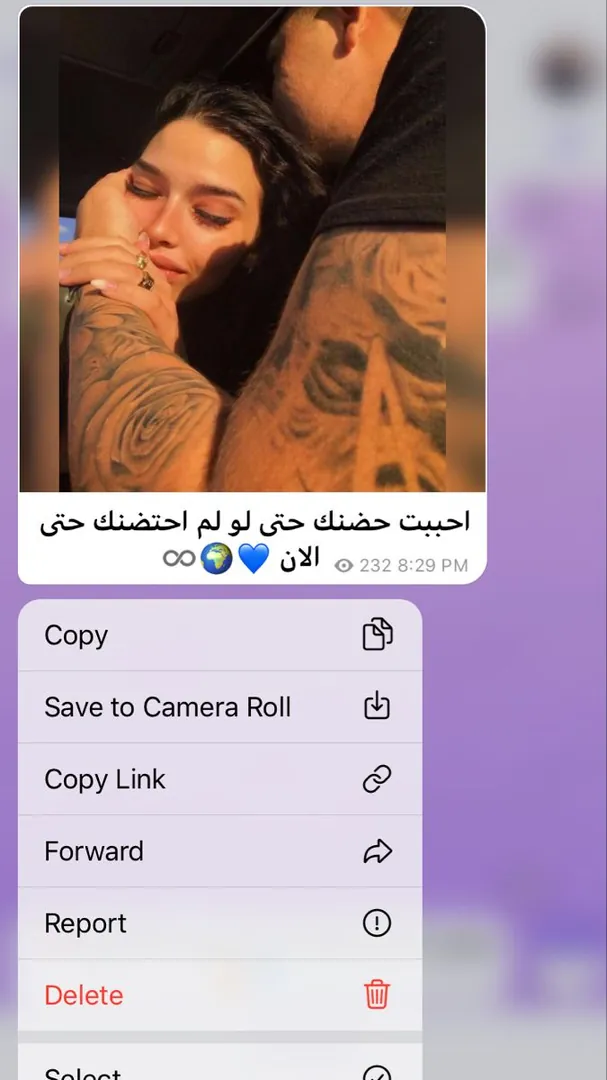 احببت حضنك حتى لو لم احتضنك حتى
الان 💙🌍∞
232 8:29 PM
Copy
Save to Camera Roll
Copy Link
Forward
Report
Delete
Select